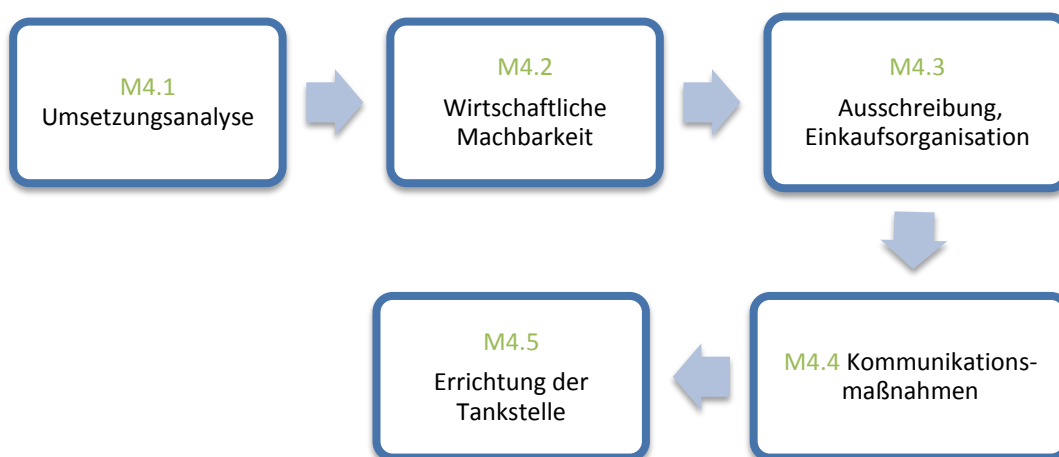 M4.1
Umsetzungsanalyse
M4.2
Wirtschaftliche
Machbarkeit
M4.3
Ausschreibung,
Einkaufsorganisation
M4.4 Kommunikations-
maßnahmen
M4.5
Errichtung der
Tankstelle